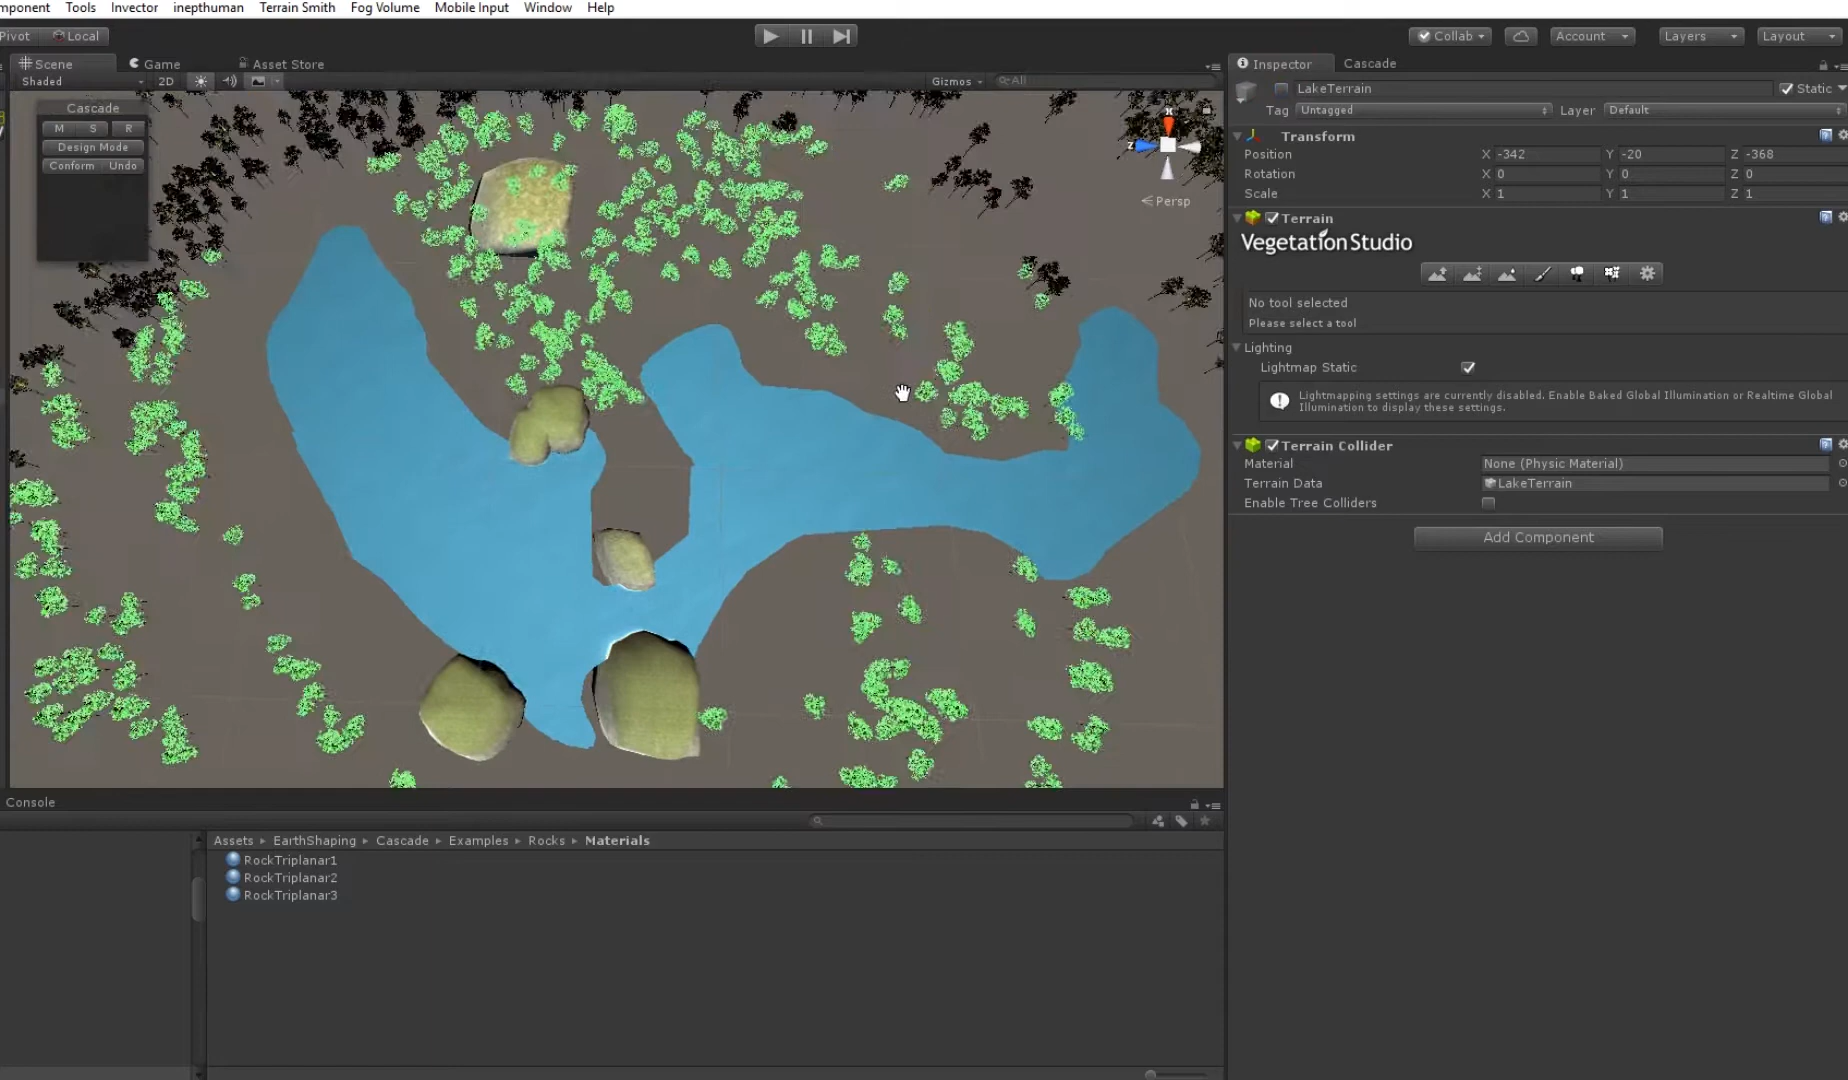 mponent Tools Invector inepthuman Terrain Smith Fog Volume Mobile Input Window Help
Pivot Local Collab Account Layers Layout
Scene Game Asset Store Inspector Cascade
Shaded 2D Gizmos All
LakeTerrain Static
Tag Untagged Layer Default
Cascade
M S R
Design Mode
Conform Undo
x
z
Persp
Transform
Position X -342 Y -20 Z -368
Rotation X 0 Y 0 Z 0
Scale X 1 Y 1 Z 1
Terrain
VegetationStudio
No tool selected
Please select a tool
Lighting
Lightmap Static
Lightmapping settings are currently disabled. Enable Baked Global Illumination or Realtime Global
Illumination to display these settings.
Terrain Collider
Material None (Physic Material)
Terrain Data LakeTerrain
Enable Tree Colliders
Add Component
Console
Assets ▸ EarthShaping ▸ Cascade ▸ Examples ▸ Rocks ▸ Materials
RockTriplanar1
RockTriplanar2
RockTriplanar3